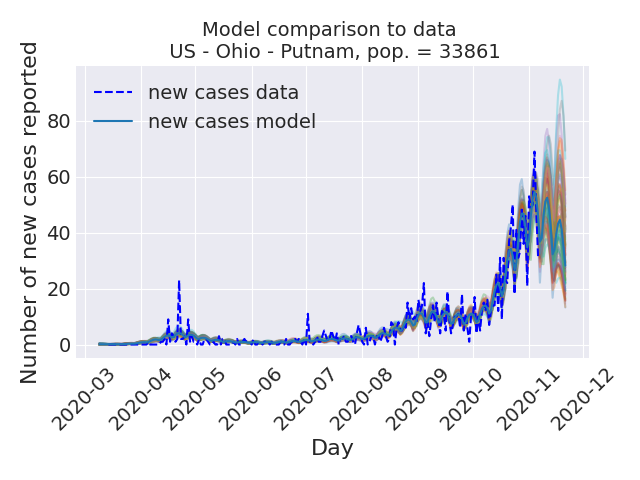 Model comparison to data
US - Ohio - Putnam, pop. = 33861
Number of new cases reported
new cases data
new cases model
80
60
40
20
0
2020-03
2020-04
2020-05
2020-06
2020-07
2020-08
2020-09
2020-10
2020-11
2020-12
Day